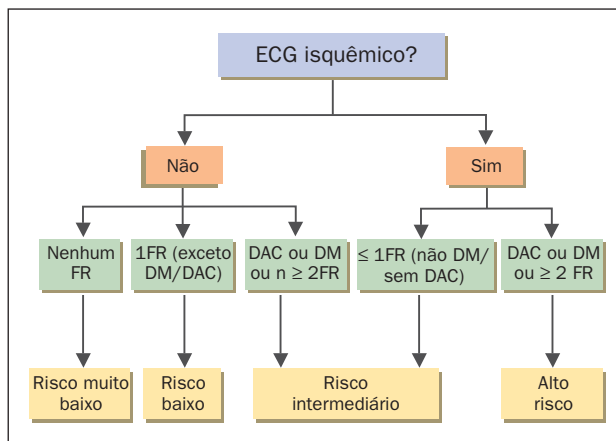 ECG isquêmico?
Não
Sim
Nenhum
FR
1FR (exceto
DM/DAC)
DAC ou DM
ou n ≥ 2FR
≤ 1FR (não DM/
sem DAC)
DAC ou DM
ou ≥ 2 FR
Risco muito
baixo
Risco
baixo
Risco
intermediário
Alto
risco